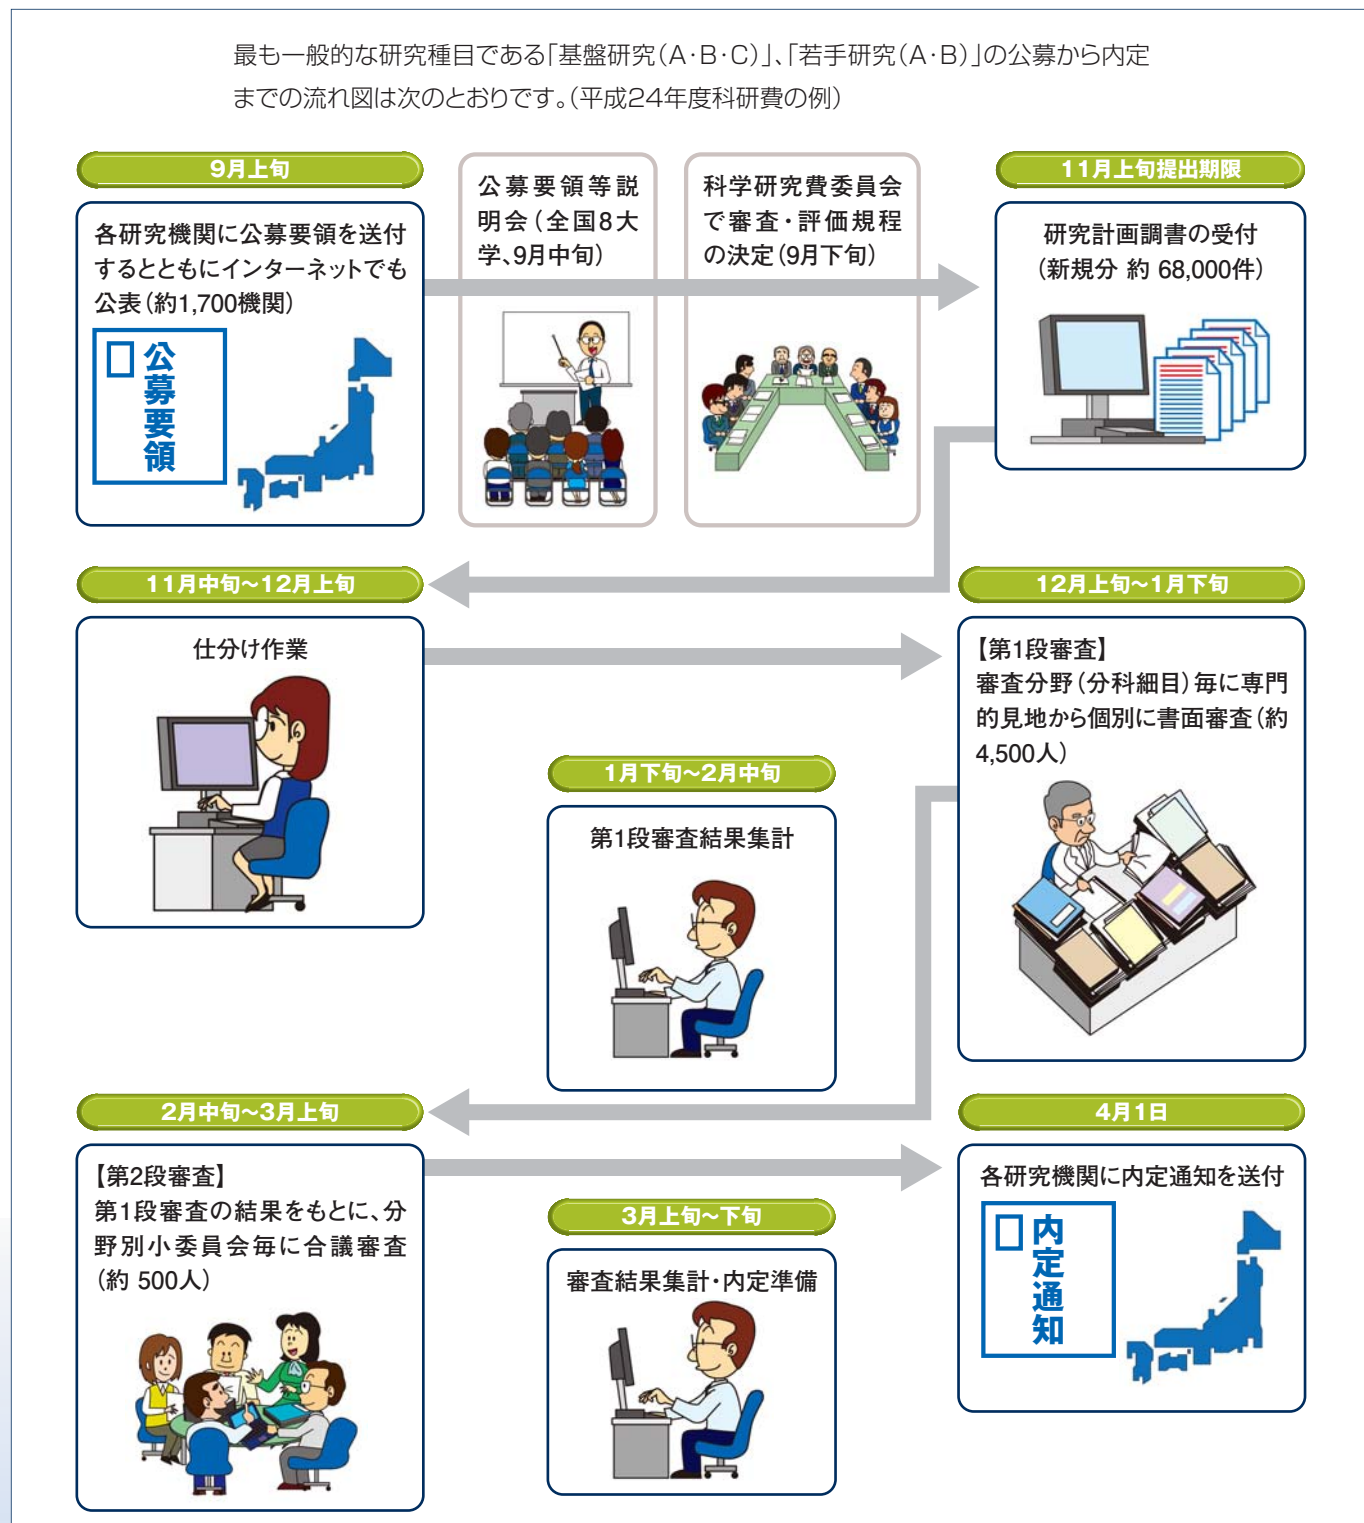 最も一般的な研究種目である「基盤研究(A・B・C)」、「若手研究(A・B)」の公募から内定
までの流れ図は次のとおりです。(平成24年度科研費の例)
9月上旬
各研究機関に公募要領を送付
するとともにインターネットでも
公表(約1,700機関)
公募要領
公募要領等説
明会(全国8大
学、9月中旬)
科学研究費委員会
で審査・評価規程
の決定(9月下旬)
11月上旬提出期限
研究計画調書の受付
(新規分 約 68,000件)
11月中旬~12月上旬
仕分け作業
12月上旬~1月下旬
【第1段審査】
審査分野(分科細目)毎に専門
的見地から個別に書面審査(約
4,500人)
1月下旬~2月中旬
第1段審査結果集計
2月中旬~3月上旬
【第2段審査】
第1段審査の結果をもとに、分
野別小委員会毎に合議審査
(約 500人)
3月上旬~下旬
審査結果集計・内定準備
4月1日
各研究機関に内定通知を送付
内定通知